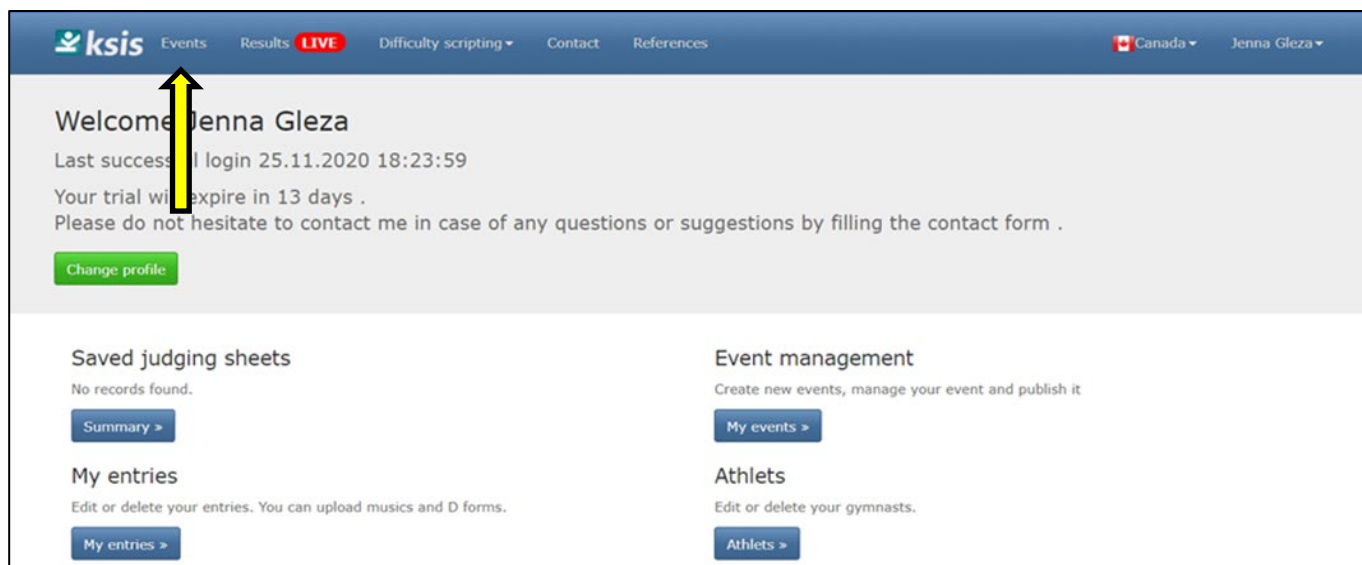 ksis Events Results LIVE Difficulty scripting Contact References Canada Jenna Gleza
Welcome Jenna Gleza
Last successful login 25.11.2020 18:23:59
Your trial will expire in 13 days .
Please do not hesitate to contact me in case of any questions or suggestions by filling the contact form .
Change profile
Saved judging sheets
No records found.
Summary »
Event management
Create new events, manage your event and publish it
My events »
My entries
Edit or delete your entries. You can upload musics and D forms.
My entries »
Athlets
Edit or delete your gymnasts.
Athlets »